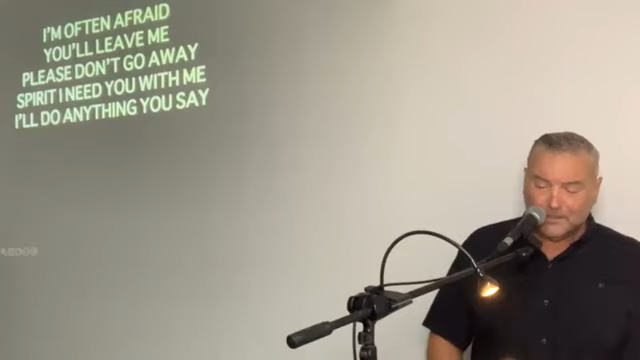 I'M OFTEN AFRAID
YOU'LL LEAVE ME
PLEASE DON'T GO AWAY
SPIRIT I NEED YOU WITH ME
I'LL DO ANYTHING YOU SAY